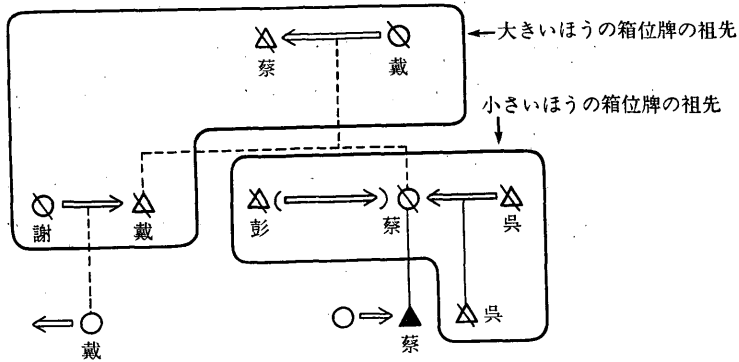 大きいほうの箱位牌の祖先
蔡 戴
小さいほうの箱位牌の祖先
謝 戴 彭 蔡 呉
戴 蔡 呉